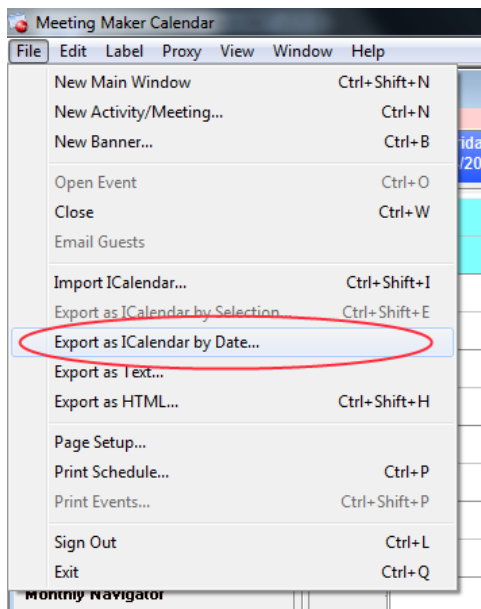 Meeting Maker Calendar
File Edit Label Proxy View Window Help
New Main Window Ctrl+Shift+N
New Activity/Meeting... Ctrl+N
New Banner... Ctrl+B
Open Event Ctrl+O
Close Ctrl+W
Email Guests
Import ICalendar... Ctrl+Shift+I
Export as ICalendar by Selection... Ctrl+Shift+E
Export as ICalendar by Date...
Export as Text...
Export as HTML... Ctrl+Shift+H
Page Setup...
Print Schedule... Ctrl+P
Print Events... Ctrl+Shift+P
Sign Out Ctrl+L
Exit Ctrl+Q
Monthly Navigator